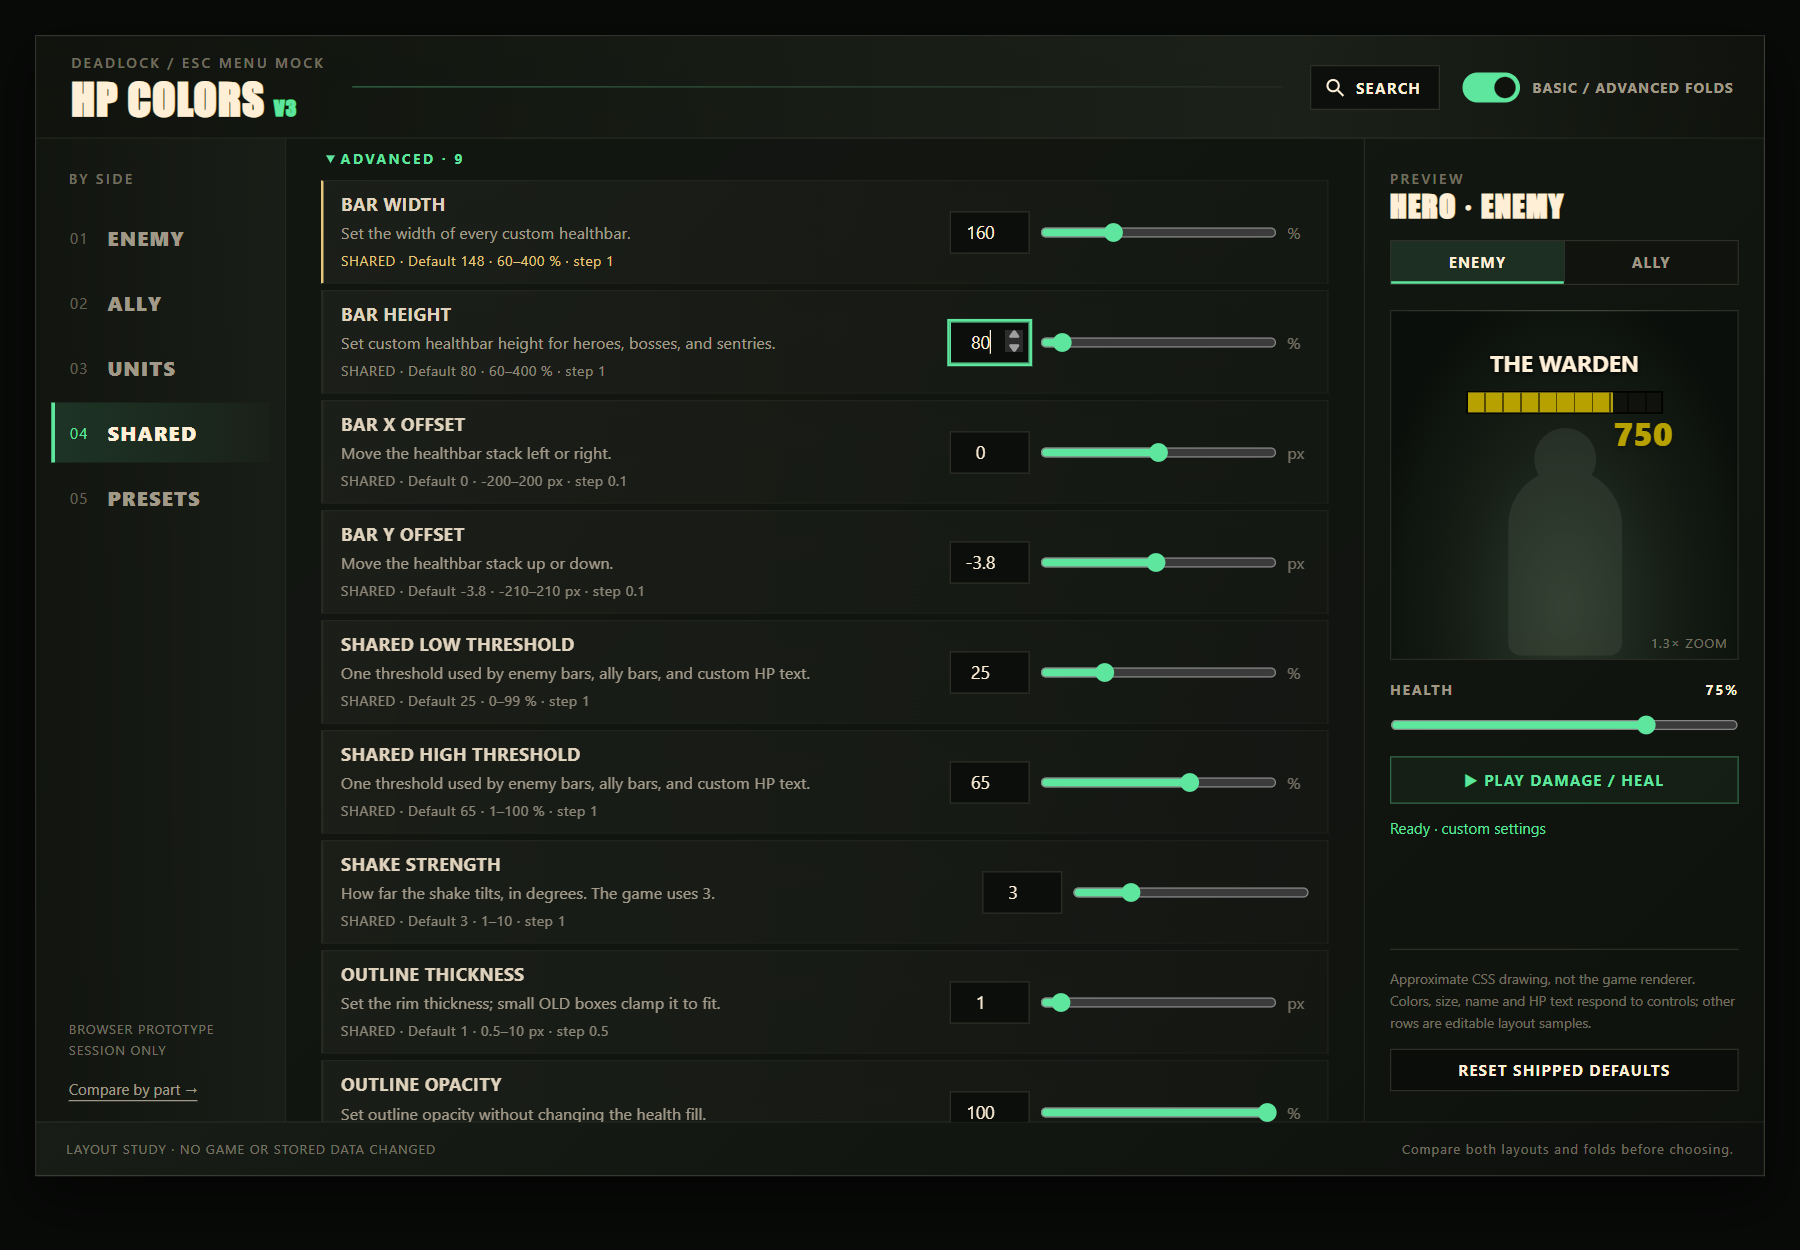 DEADLOCK / ESC MENU MOCK
HP COLORS V3
SEARCH
BASIC / ADVANCED FOLDS
BY SIDE
01 ENEMY
02 ALLY
03 UNITS
04 SHARED
05 PRESETS
BROWSER PROTOTYPE
SESSION ONLY
Compare by part →
▼ ADVANCED · 9
BAR WIDTH
Set the width of every custom healthbar.
SHARED · Default 148 · 60–400 % · step 1
160
%
BAR HEIGHT
Set custom healthbar height for heroes, bosses, and sentries.
SHARED · Default 80 · 60–400 % · step 1
80
%
BAR X OFFSET
Move the healthbar stack left or right.
SHARED · Default 0 · -200–200 px · step 0.1
0
px
BAR Y OFFSET
Move the healthbar stack up or down.
SHARED · Default -3.8 · -210–210 px · step 0.1
-3.8
px
SHARED LOW THRESHOLD
One threshold used by enemy bars, ally bars, and custom HP text.
SHARED · Default 25 · 0–99 % · step 1
25
%
SHARED HIGH THRESHOLD
One threshold used by enemy bars, ally bars, and custom HP text.
SHARED · Default 65 · 1–100 % · step 1
65
%
SHAKE STRENGTH
How far the shake tilts, in degrees. The game uses 3.
SHARED · Default 3 · 1–10 · step 1
3
OUTLINE THICKNESS
Set the rim thickness; small OLD boxes clamp it to fit.
SHARED · Default 1 · 0.5–10 px · step 0.5
1
px
OUTLINE OPACITY
Set outline opacity without changing the health fill.
100
%
PREVIEW
HERO · ENEMY
ENEMY
ALLY
THE WARDEN
750
1.3× ZOOM
HEALTH
75%
▶ PLAY DAMAGE / HEAL
Ready · custom settings
Approximate CSS drawing, not the game renderer.
Colors, size, name and HP text respond to controls; other
rows are editable layout samples.
RESET SHIPPED DEFAULTS
LAYOUT STUDY · NO GAME OR STORED DATA CHANGED
Compare both layouts and folds before choosing.